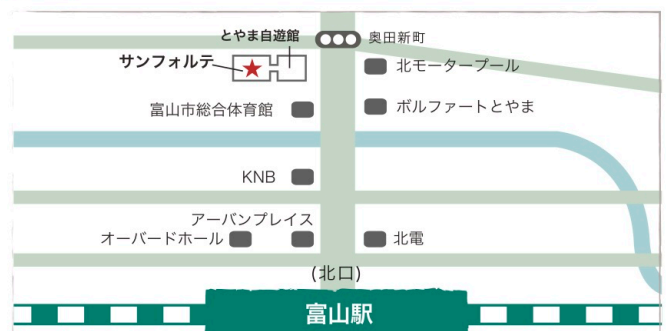 とやま自遊館
奥田新町
サンフォルテ
北モータープール
富山市総合体育館
ボルファートとやま
KNB
アーバンプレイス
オーバードホール
北電
(北口)
富山駅